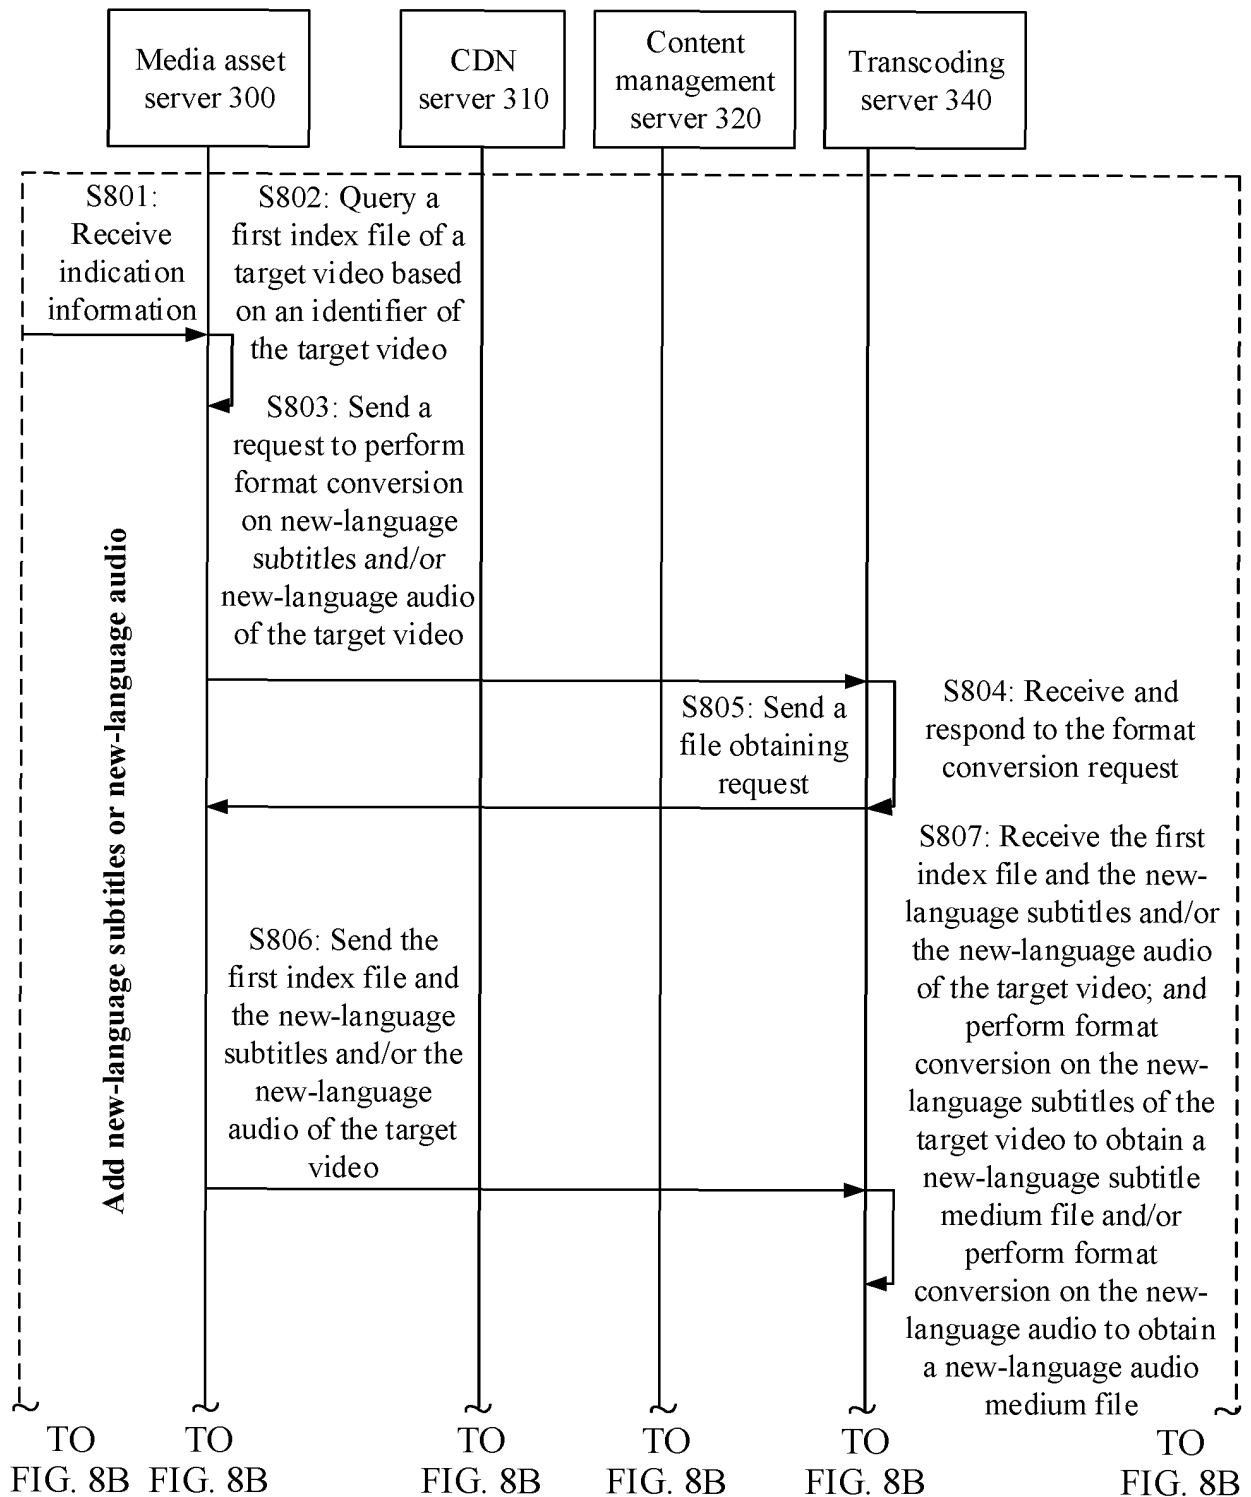 Media asset
server 300
CDN
server 310
Content
management
server 320
Transcoding
server 340
S801:
Receive
indication
information
S802: Query a
first index file of a
target video based
on an identifier of
the target video
S803: Send a
request to perform
format conversion
on new-language
subtitles and/or
new-language audio
of the target video
Add new-language subtitles or new-language audio
S804: Receive and
respond to the format
conversion request
S805: Send a
file obtaining
request
S806: Send the
first index file and
the new-language
subtitles and/or the
new-language
audio of the target
video
S807: Receive the first
index file and the new-
language subtitles and/or
the new-language audio
of the target video; and
perform format
conversion on the new-
language subtitles of the
target video to obtain a
new-language subtitle
medium file and/or
perform format
conversion on the new-
language audio to obtain
a new-language audio
medium file
TO
FIG. 8B
TO
FIG. 8B
TO
FIG. 8B
TO
FIG. 8B
TO
FIG. 8B
TO
FIG. 8B